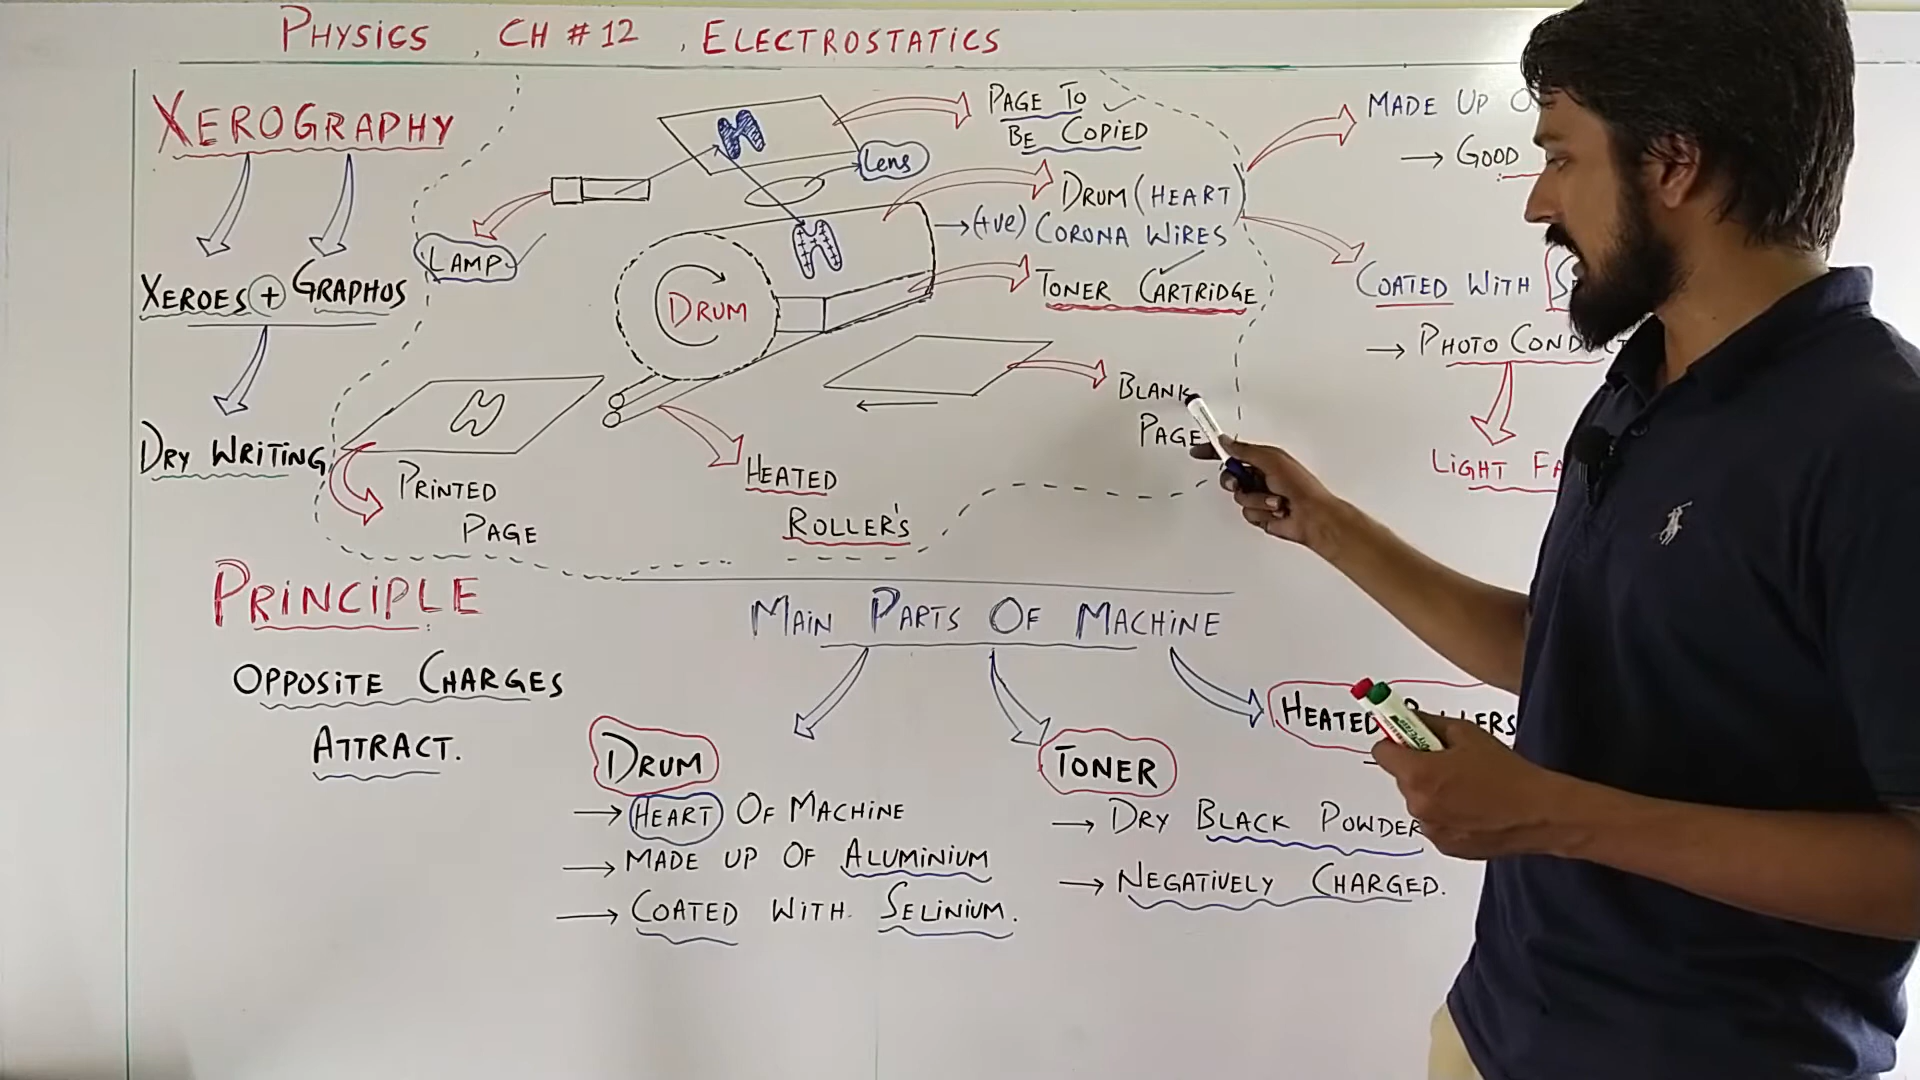 PHYSICS, CH # 12, ELECTROSTATICS
XEROGRAPHY
XEROES + GRAPHOS
DRY WRITING
LAMP
Lens
PAGE TO
BE COPIED
DRUM (HEART)
→ (+ve) CORONA WIRES
TONER CARTRIDGE
DRUM
BLANK
PAGE
HEATED
ROLLER'S
PRINTED
PAGE
MADE UP
→ GOOD
COATED WITH
→ PHOTO
LIGHT
PRINCIPLE
OPPOSITE CHARGES
ATTRACT.
MAIN PARTS OF MACHINE
DRUM
→ HEART OF MACHINE
→ MADE UP OF ALUMINIUM
→ COATED WITH SELINIUM.
TONER
→ DRY BLACK POWDER
→ NEGATIVELY CHARGED.
HEATED ROLLERS